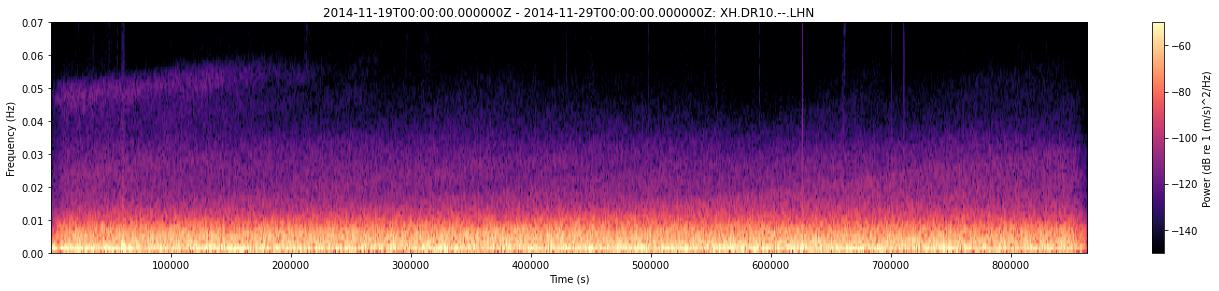 2014-11-19T00:00:00.000000Z - 2014-11-29T00:00:00.000000Z: XH.DR10.--.LHN
0.07
0.06
0.05
0.04
0.03
0.02
0.01
0.00
Frequency (Hz)
100000 200000 300000 400000 500000 600000 700000 800000
Time (s)
−60
−80
−100
−120
−140
Power (dB re 1 (m/s)^2/Hz)